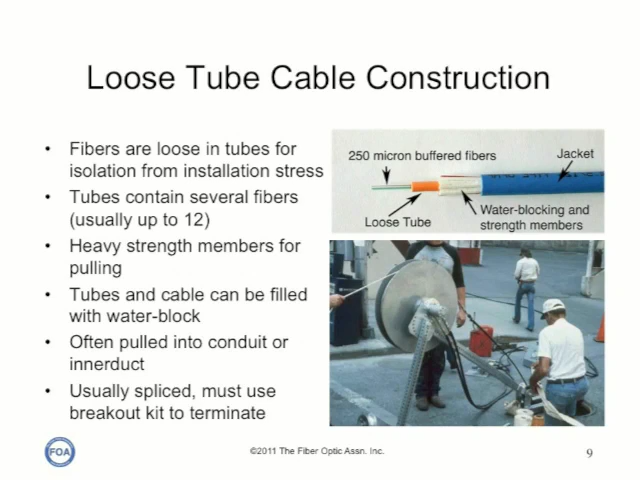 Loose Tube Cable Construction
• Fibers are loose in tubes for
isolation from installation stress
• Tubes contain several fibers
(usually up to 12)
• Heavy strength members for
pulling
• Tubes and cable can be filled
with water-block
• Often pulled into conduit or
innerduct
• Usually spliced, must use
breakout kit to terminate
250 micron buffered fibers
Jacket
Loose Tube
Water-blocking and
strength members
FOA
©2011 The Fiber Optic Assn. Inc.
9